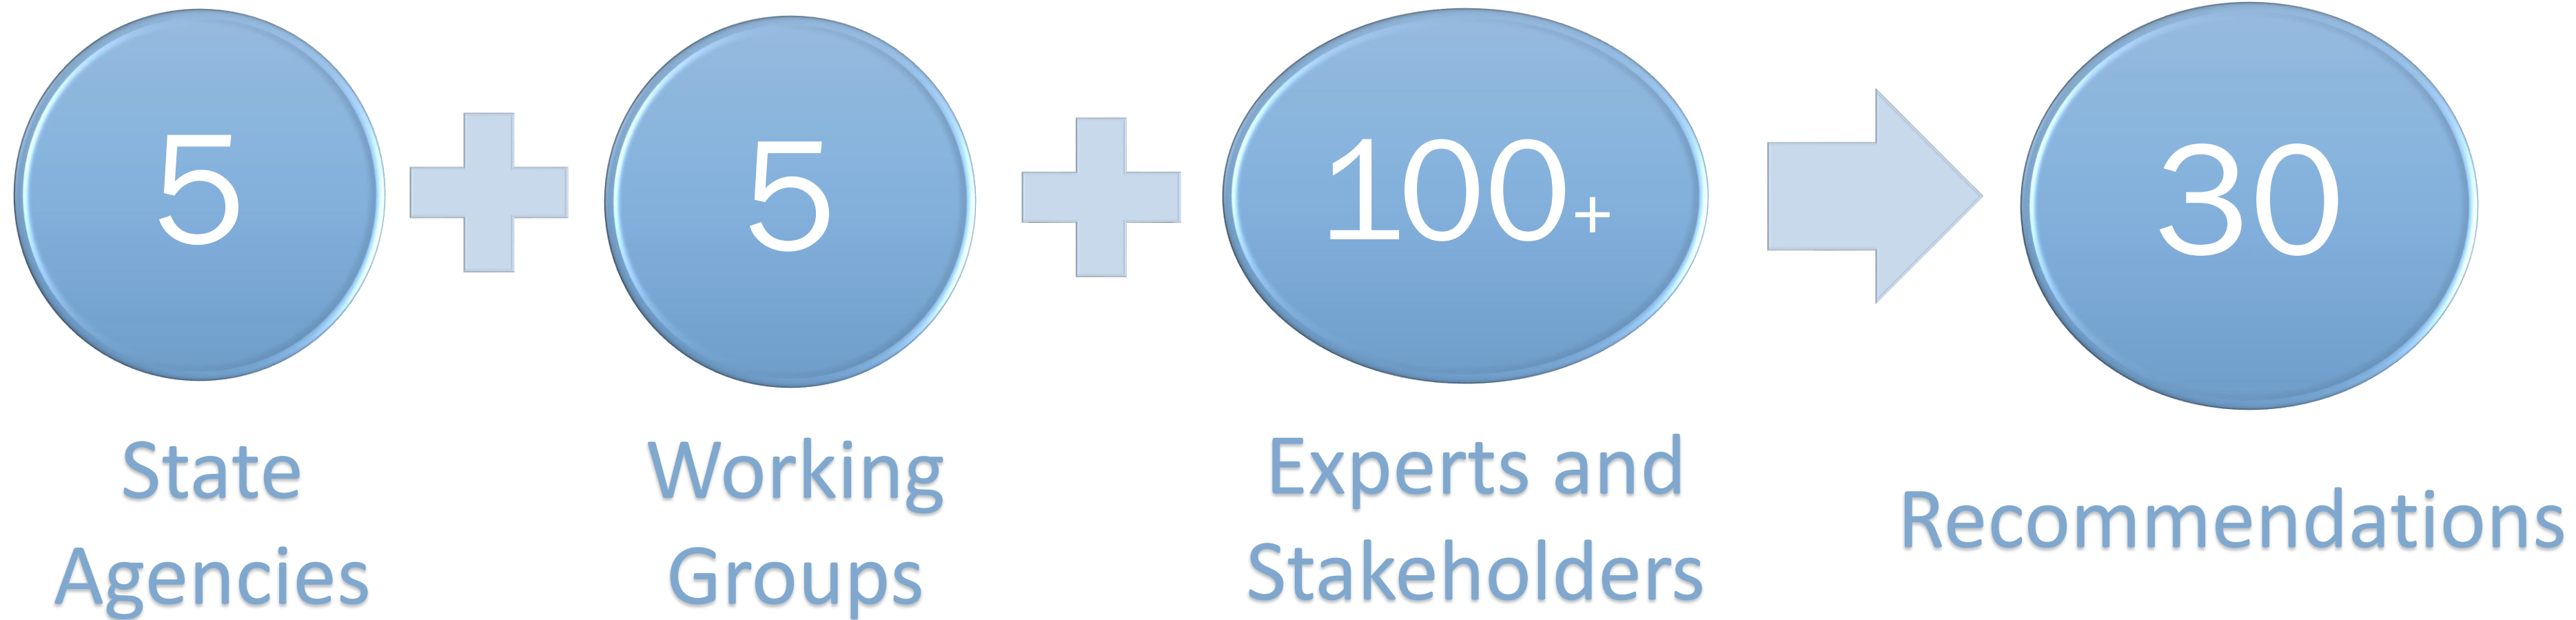 5
5
100+
30
State
Agencies
Working
Groups
Experts and
Stakeholders
Recommendations